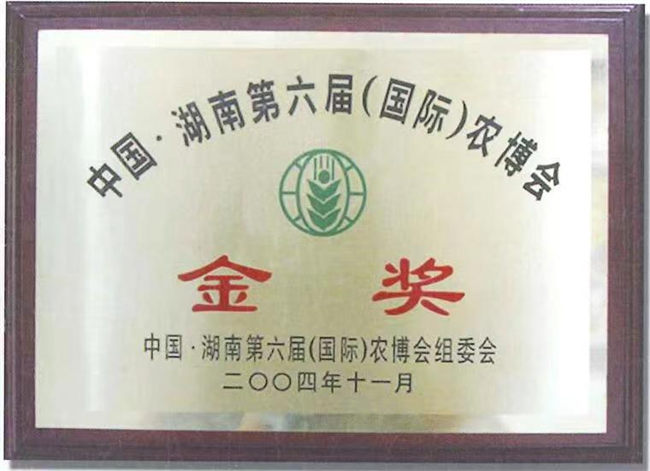 中国·湖南第六届(国际)农博会
金 奖
中国·湖南第六届(国际)农博会组委会
二〇〇四年十一月